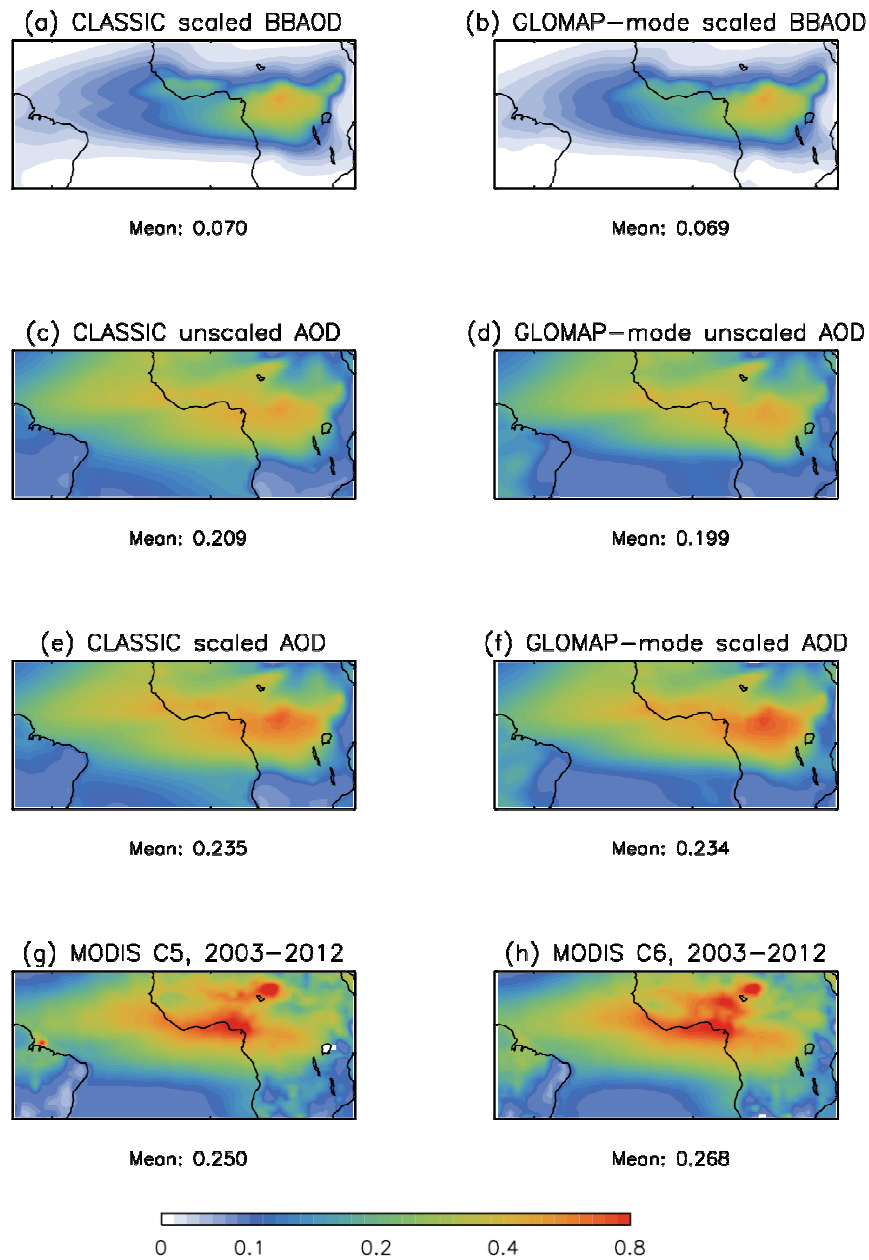 (a) CLASSIC scaled BBAOD
(b) GLOMAP-mode scaled BBAOD
Mean: 0.070
Mean: 0.069
(c) CLASSIC unscaled AOD
(d) GLOMAP-mode unscaled AOD
Mean: 0.209
Mean: 0.199
(e) CLASSIC scaled AOD
(f) GLOMAP-mode scaled AOD
Mean: 0.235
Mean: 0.234
(g) MODIS C5, 2003-2012
(h) MODIS C6, 2003-2012
Mean: 0.250
Mean: 0.268
0 0.1 0.2 0.4 0.8